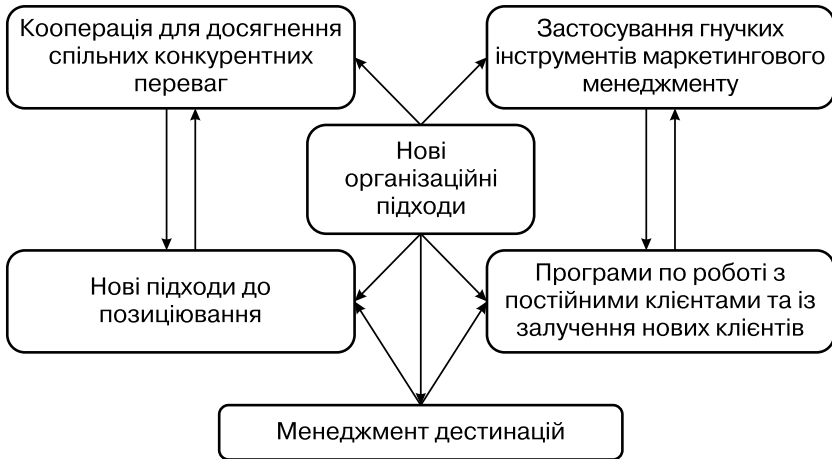 Кооперація для досягнення
спільних конкурентних
переваг
Застосування гнучких
інструментів маркетингового
менеджменту
Нові
організаційні
підходи
Нові підходи до
позиціювання
Програми по роботі з
постійними клієнтами та із
залучення нових клієнтів
Менеджмент дестинацій